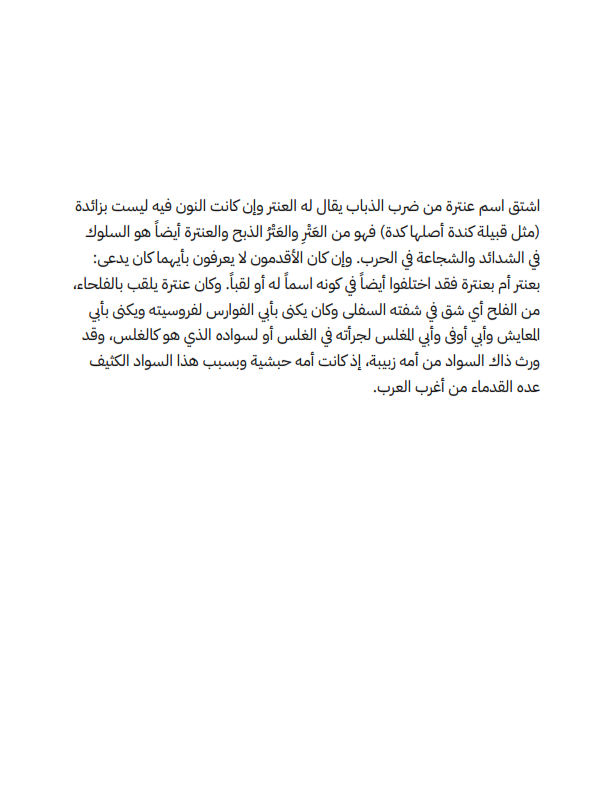 اشتق اسم عنترة من ضرب الذباب يقال له العنتر وإن كانت النون فيه ليست بزائدة
(مثل قبيلة كندة أصلها كدة) فهو من العَتْرِ والعَتْرُ الذبح والعنترة أيضاً هو السلوك
في الشدائد والشجاعة في الحرب. وإن كان الأقدمون لا يعرفون بأيهما كان يدعى:
بعنتر أم بعنترة فقد اختلفوا أيضاً في كونه اسماً له أو لقباً. وكان عنترة يلقب بالفلحاء،
من الفلح أي شق في شفته السفلى وكان يكنى بأبي الفوارس لفروسيته ويكنى بأبي
المعايش وأبي أوفى وأبي المغلس لجرأته في الغلس أو لسواده الذي هو كالغلس، وقد
ورث ذاك السواد من أمه زبيبة، إذ كانت أمه حبشية وبسبب هذا السواد الكثيف
عده القدماء من أغرب العرب.